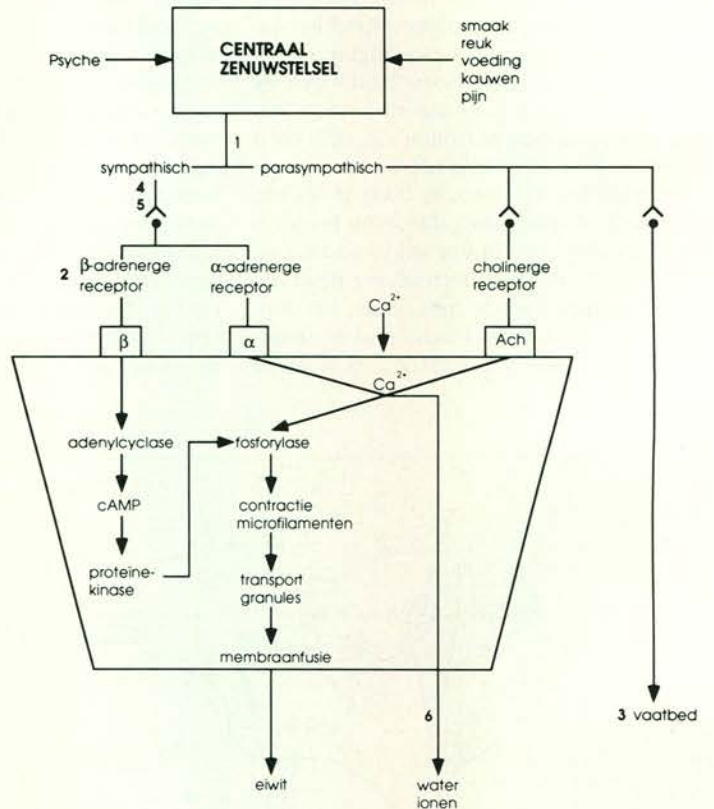 CENTRAAL
ZENUWSTELSEL
Psyche
smaak
reuk
voeding
kauwen
pijn
1
sympathisch
parasympathisch
4
5
2
β-adrenerge
receptor
α-adrenerge
receptor
cholinerge
receptor
Ca²⁺
β
α
Ach
Ca²⁺
adenylcyclase
fosforylase
cAMP
contractie
microfilamenten
proteïne-
kinase
transport
granules
membraanfusie
6
3 vaatbed
eiwit
water
ionen